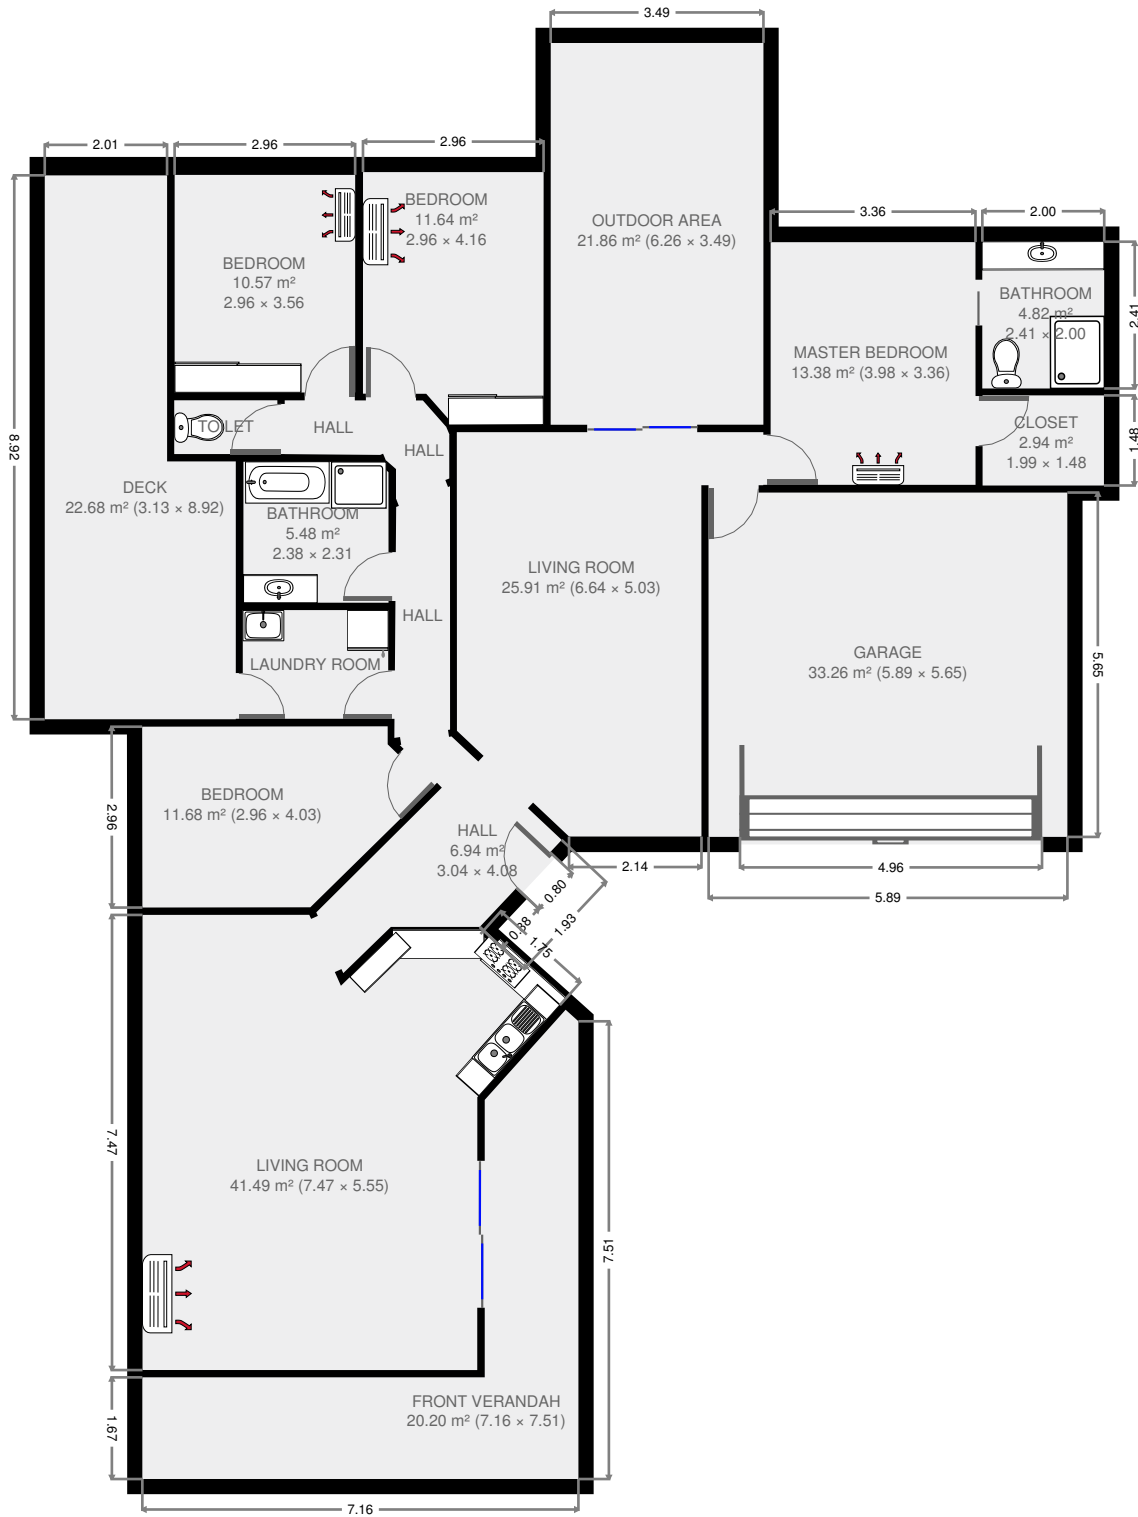 3.49
2.01
2.96
2.96
BEDROOM
11.64 m²
2.96 × 4.16
OUTDOOR AREA
21.86 m² (6.26 × 3.49)
3.36
2.00
BEDROOM
10.57 m²
2.96 × 3.56
BATHROOM
4.82 m²
2.41 × 2.00
2.41
MASTER BEDROOM
13.38 m² (3.98 × 3.36)
TOILET
HALL
HALL
CLOSET
2.94 m²
1.99 × 1.48
1.48
8.92
DECK
22.68 m² (3.13 × 8.92)
BATHROOM
5.48 m²
2.38 × 2.31
LIVING ROOM
25.91 m² (6.64 × 5.03)
HALL
LAUNDRY ROOM
GARAGE
33.26 m² (5.89 × 5.65)
5.65
BEDROOM
11.68 m² (2.96 × 4.03)
2.96
HALL
6.94 m²
3.04 × 4.08
2.14
4.96
5.89
0.80
1.93
0.88
1.75
7.47
LIVING ROOM
41.49 m² (7.47 × 5.55)
7.51
FRONT VERANDAH
20.20 m² (7.16 × 7.51)
1.67
7.16